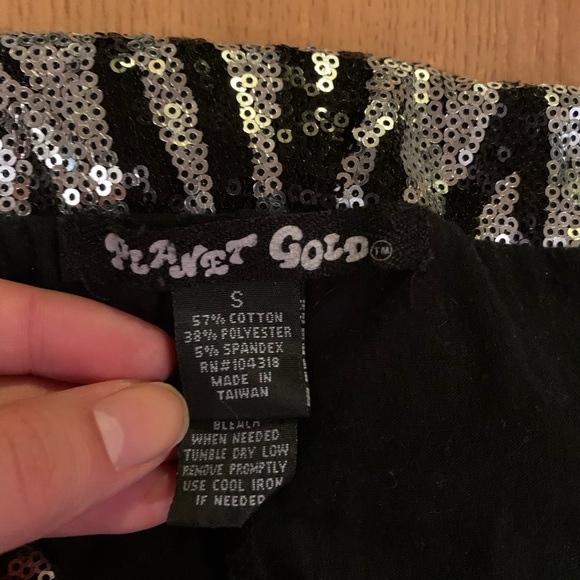 PLANET GOLD TM
S
57% COTTON
38% POLYESTER
5% SPANDEX
RN#104318
MADE IN
TAIWAN
BLEACH
WHEN NEEDED
TUMBLE DRY LOW
REMOVE PROMPTLY
USE COOL IRON
IF NEEDED